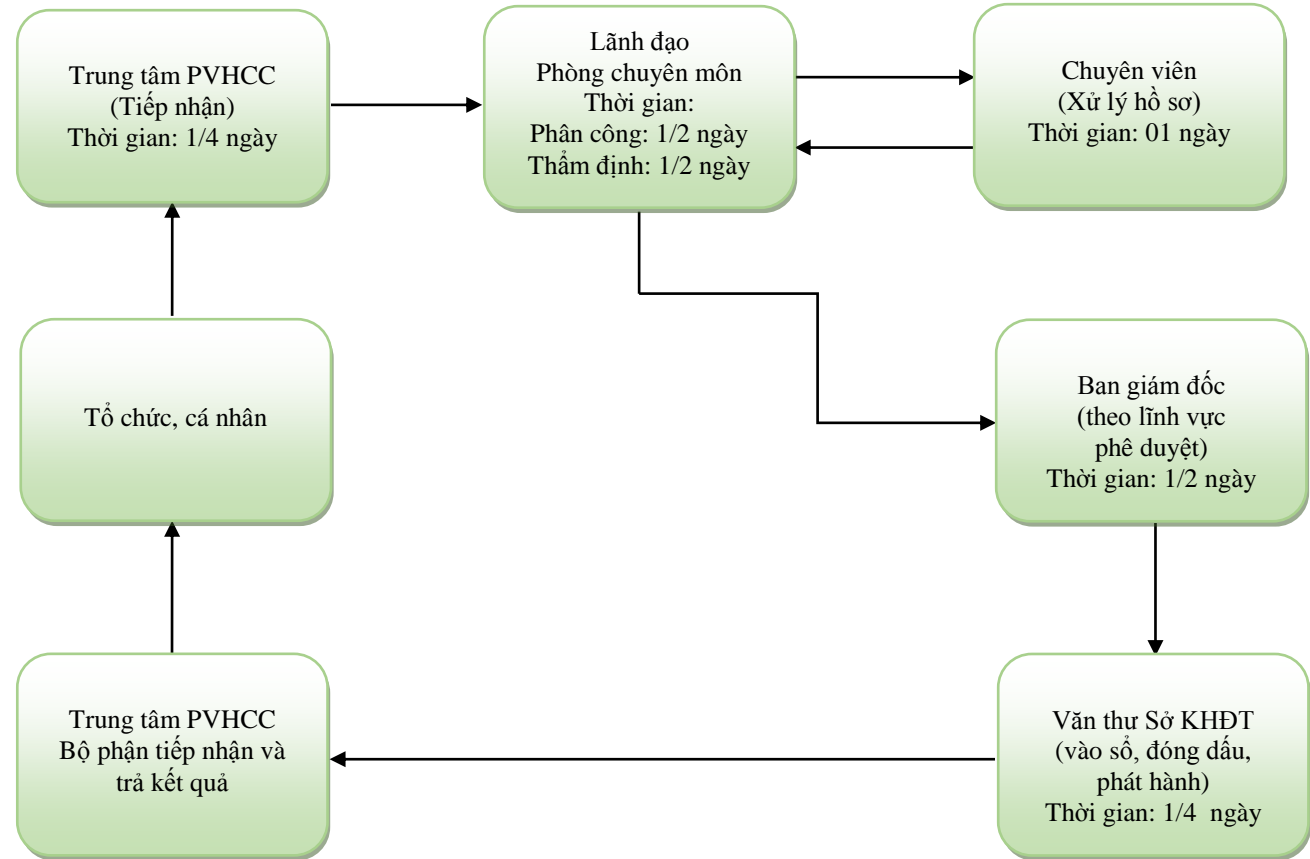 Trung tâm PVHCC
(Tiếp nhận)
Thời gian: 1/4 ngày
Lãnh đạo
Phòng chuyên môn
Thời gian:
Phân công: 1/2 ngày
Thẩm định: 1/2 ngày
Chuyên viên
(Xử lý hồ sơ)
Thời gian: 01 ngày
Tổ chức, cá nhân
Ban giám đốc
(theo lĩnh vực
phê duyệt)
Thời gian: 1/2 ngày
Trung tâm PVHCC
Bộ phận tiếp nhận và
trả kết quả
Văn thư Sở KHĐT
(vào sổ, đóng dấu,
phát hành)
Thời gian: 1/4 ngày